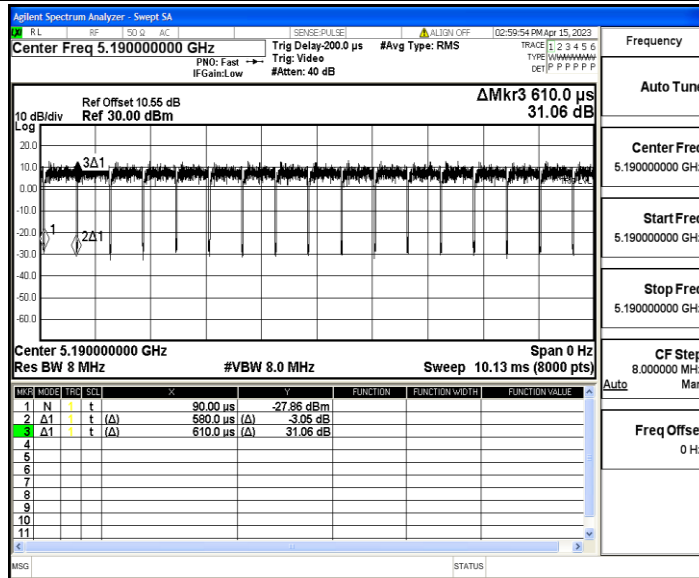 Agilent Spectrum Analyzer - Swept SA
RL RF 50 Ω AC SENSE:PULSE ALIGN OFF 02:59:54 PM Apr 15, 2023
Center Freq 5.190000000 GHz
PNO: Fast
IFGain:Low
Trig Delay-200.0 µs
Trig: Video
#Atten: 40 dB
#Avg Type: RMS
TRACE 1 2 3 4 5 6
TYPE
DET P P P P P P
ΔMkr3 610.0 µs
31.06 dB
Ref Offset 10.55 dB
10 dB/div Ref 30.00 dBm
Log
20.0
10.0
0.00
-10.0
-20.0
-30.0
-40.0
-50.0
-60.0
3Δ1
1
2Δ1
Center 5.190000000 GHz Span 0 Hz
Res BW 8 MHz #VBW 8.0 MHz Sweep 10.13 ms (8000 pts)
MKR MODE TRC SCL X Y FUNCTION FUNCTION WIDTH FUNCTION VALUE
1 N 1 t 90.00 µs -27.86 dBm
2 Δ1 1 t (Δ) 580.0 µs (Δ) -3.05 dB
3 Δ1 1 t (Δ) 610.0 µs (Δ) 31.06 dB
4
5
6
7
8
9
10
11
MSG STATUS
Frequency
Auto Tune
Center Freq
5.190000000 GHz
Start Freq
5.190000000 GHz
Stop Freq
5.190000000 GHz
CF Step
8.000000 MHz
Auto Man
Freq Offset
0 Hz